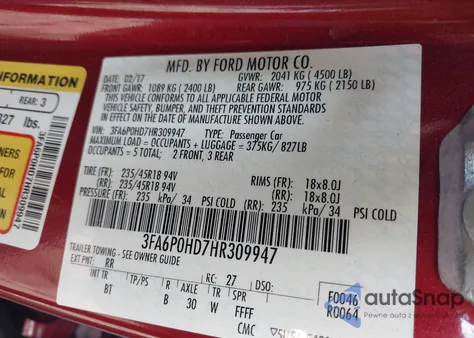 MFD. BY FORD MOTOR CO.
DATE: 02/17 GVWR: 2041 KG (4500 LB)
FRONT GAWR: 1089 KG (2400 LB) REAR GAWR: 975 KG (2150 LB)
THIS VEHICLE CONFORMS TO ALL APPLICABLE FEDERAL MOTOR
VEHICLE SAFETY, BUMPER, AND THEFT PREVENTION STANDARDS
IN EFFECT ON THE DATE OF MANUFACTURE SHOWN ABOVE.
VIN: 3FA6P0HD7HR309947 TYPE: Passenger Car
MAXIMUM LOAD = OCCUPANTS + LUGGAGE = 375KG/ 827LB
OCCUPANTS = 5 TOTAL; 2 FRONT, 3 REAR
TIRE (FR): 235/45R18 94V RIMS (FR): 18x8.0J
(RR): 235/45R18 94V (RR): 18x8.0J
PRESSURE (FR): 235 kPa/ 34 PSI COLD (RR): 235 kPa/ 34 PSI COLD
3FA6P0HD7HR309947
TRAILER TOWING - SEE OWNER GUIDE
EXT PNT: RR RC: 27 DSO:
INT TR TP/PS R AXLE TR SPR F0046
BT B 30 W FFFF R0064
CMC
INFORMATION
REAR: 3
827 lbs.
3FA6P0HD7HR309947
autoSnap